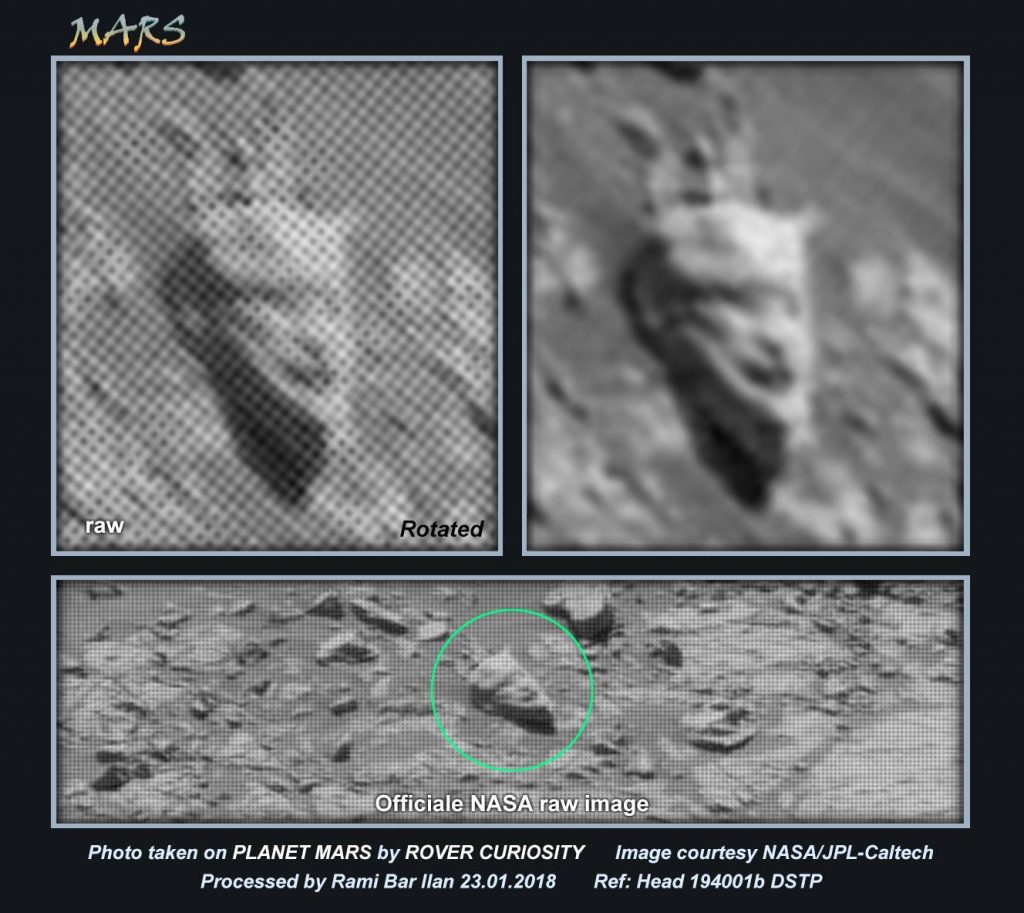 MARS
raw
Rotated
Officiale NASA raw image
Photo taken on PLANET MARS by ROVER CURIOSITY Image courtesy NASA/JPL-Caltech
Processed by Rami Bar Ilan 23.01.2018 Ref: Head 194001b DSTP